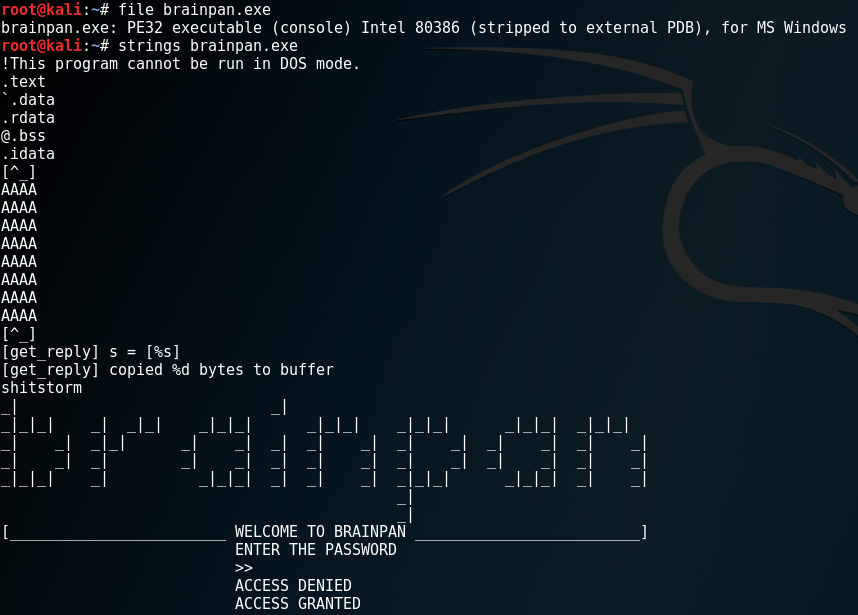 root@kali:~# file brainpan.exe
brainpan.exe: PE32 executable (console) Intel 80386 (stripped to external PDB), for MS Windows
root@kali:~# strings brainpan.exe
!This program cannot be run in DOS mode.
.text
`.data
.rdata
@.bss
.idata
[^_]
AAAA
AAAA
AAAA
AAAA
AAAA
AAAA
AAAA
AAAA
[^_]
[get_reply] s = [%s]
[get_reply] copied %d bytes to buffer
shitstorm
_|                            _|
_|_|_|    _|  _|_|    _|_|_|      _|_|_|    _|_|_|      _|_|_|  _|_|_|
_|    _|  _|_|      _|    _|  _|  _|    _|  _|    _|  _|    _|  _|    _|
_|    _|  _|        _|    _|  _|  _|    _|  _|    _|  _|    _|  _|    _|
_|_|_|    _|          _|_|_|  _|  _|    _|  _|_|_|      _|_|_|  _|    _|
                                            _|
                                            _|
[________________________ WELCOME TO BRAINPAN _________________________]
                          ENTER THE PASSWORD
                          >>
                          ACCESS DENIED
                          ACCESS GRANTED